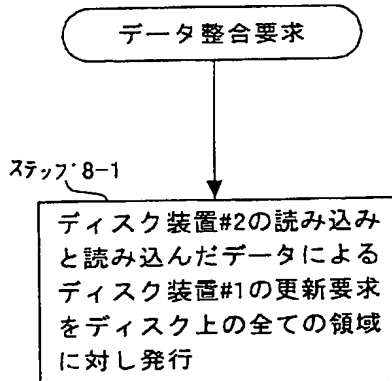 データ整合要求
ステップ8-1
ディスク装置#2の読み込み
と読み込んだデータによる
ディスク装置#1の更新要求
をディスク上の全ての領域
に対し発行